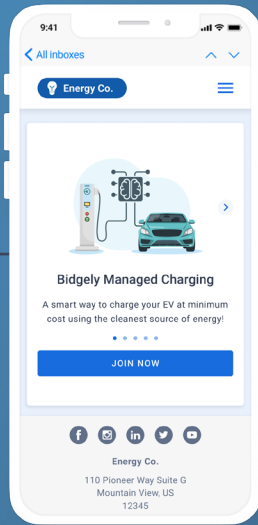 9:41
All inboxes
Energy Co.
Bidgely Managed Charging
A smart way to charge your EV at minimum
cost using the cleanest source of energy!
JOIN NOW
Energy Co.
110 Pioneer Way Suite G
Mountain View, US
12345